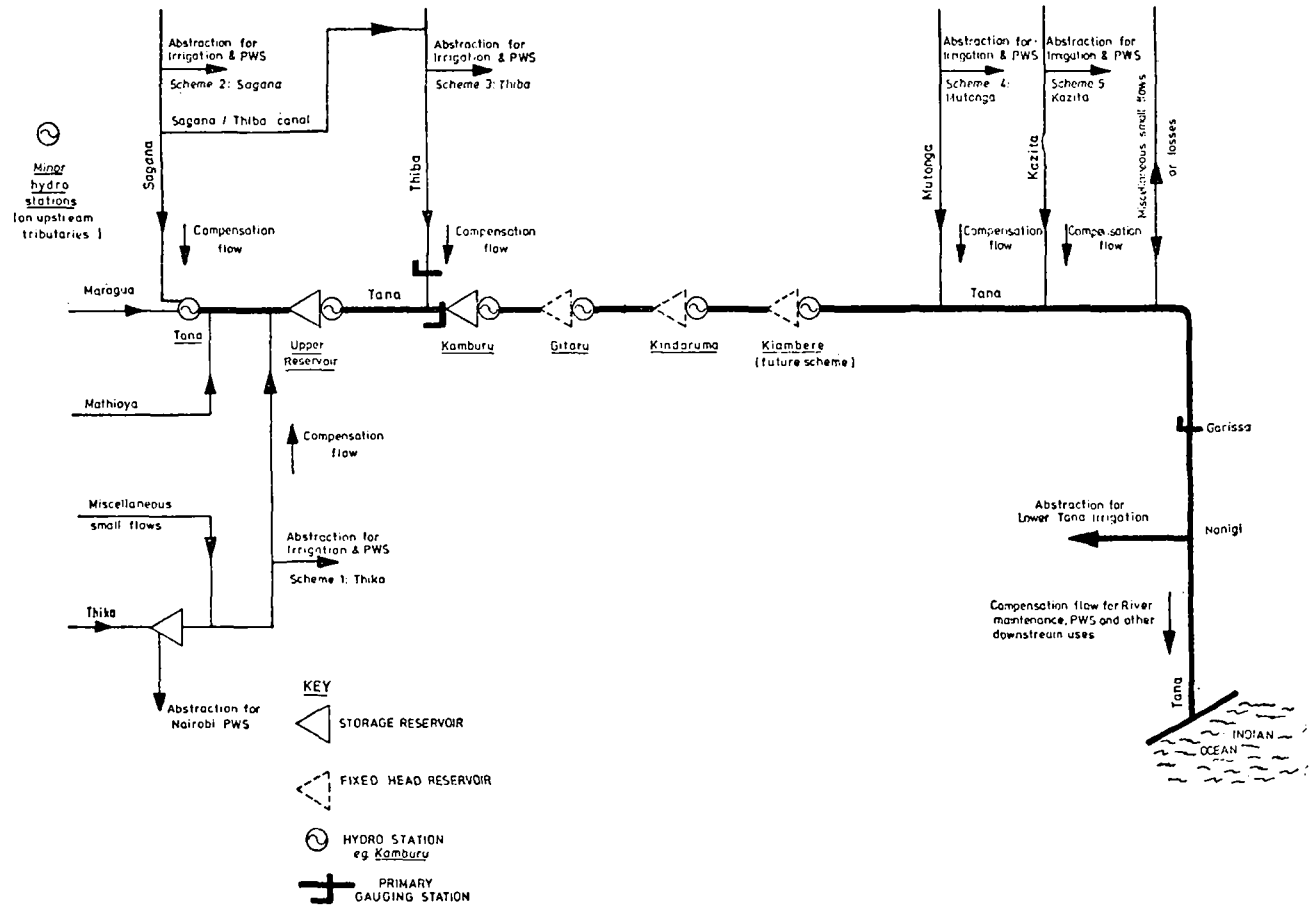 Abstraction for
Irrigation & PWS
Scheme 2: Sagana
Sagana / Thiba canal
Abstraction for
Irrigation & PWS
Scheme 3: Thiba
Abstraction for
Irrigation & PWS
Scheme 4:
Mutonga
Abstraction for
Irrigation & PWS
Scheme 5
Kazita
Miscellaneous small flows
or losses
Minor
hydro
stations
(on upstream
tributaries)
Sagana
Thiba
Mutonga
Kazita
Compensation
flow
Compensation
flow
Compensation
flow
Compensation
flow
Maragua
Tana
Upper
Reservoir
Tana
Kamburu
Gitaru
Kindaruma
Kiambere
(future scheme)
Tana
Mathioya
Compensation
flow
Garissa
Miscellaneous
small flows
Abstraction for
Irrigation & PWS
Scheme 1: Thika
Thika
Abstraction for
Nairobi PWS
Abstraction for
Lower Tana Irrigation
Nanigi
Compensation flow for River
maintenance, PWS and other
downstream uses
Tana
INDIAN
OCEAN
KEY
STORAGE RESERVOIR
FIXED HEAD RESERVOIR
HYDRO STATION
eg Kamburu
PRIMARY
GAUGING STATION